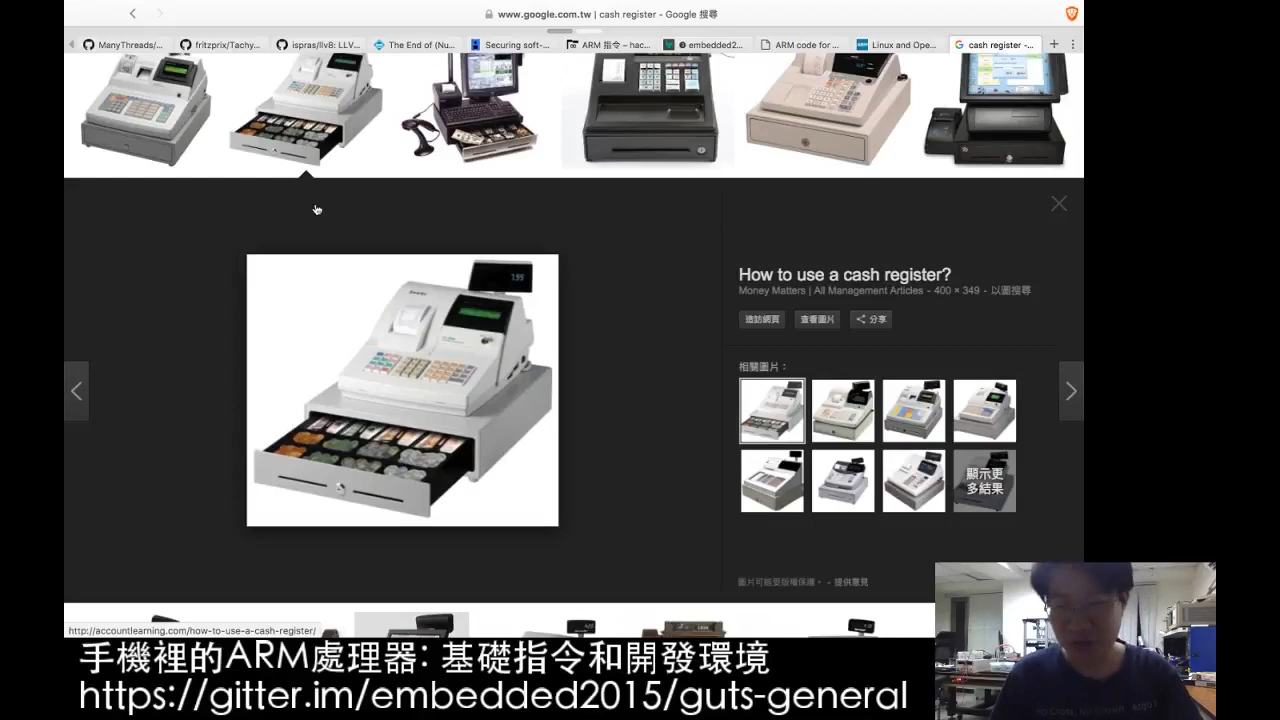 www.google.com.tw | cash register - Google 搜尋
ManyThreads/...
fritzprix/Tachy...
ispras/llv8: LLV...
The End of (Nu...
Securing soft-...
ARM 指令 – hac...
embedded2...
ARM code for ...
Linux and Ope...
cash register -...
How to use a cash register?
Money Matters | All Management Articles - 400 × 349 - 以圖搜尋
造訪網頁
查看圖片
分享
相關圖片：
顯示更
多結果
圖片可能受版權保護。 - 提供意見
http://accountlearning.com/how-to-use-a-cash-register/
手機裡的ARM處理器: 基礎指令和開發環境
https://gitter.im/embedded2015/guts-general